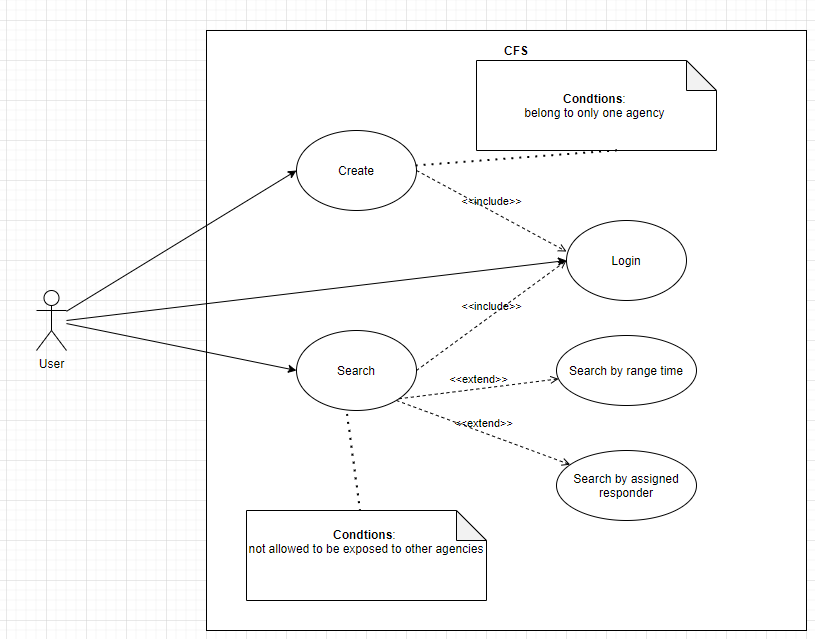 CFS
Condtions:
belong to only one agency
Create
<<include>>
Login
<<include>>
User
Search
<<extend>>
Search by range time
<<extend>>
Search by assigned
responder
Condtions:
not allowed to be exposed to other agencies